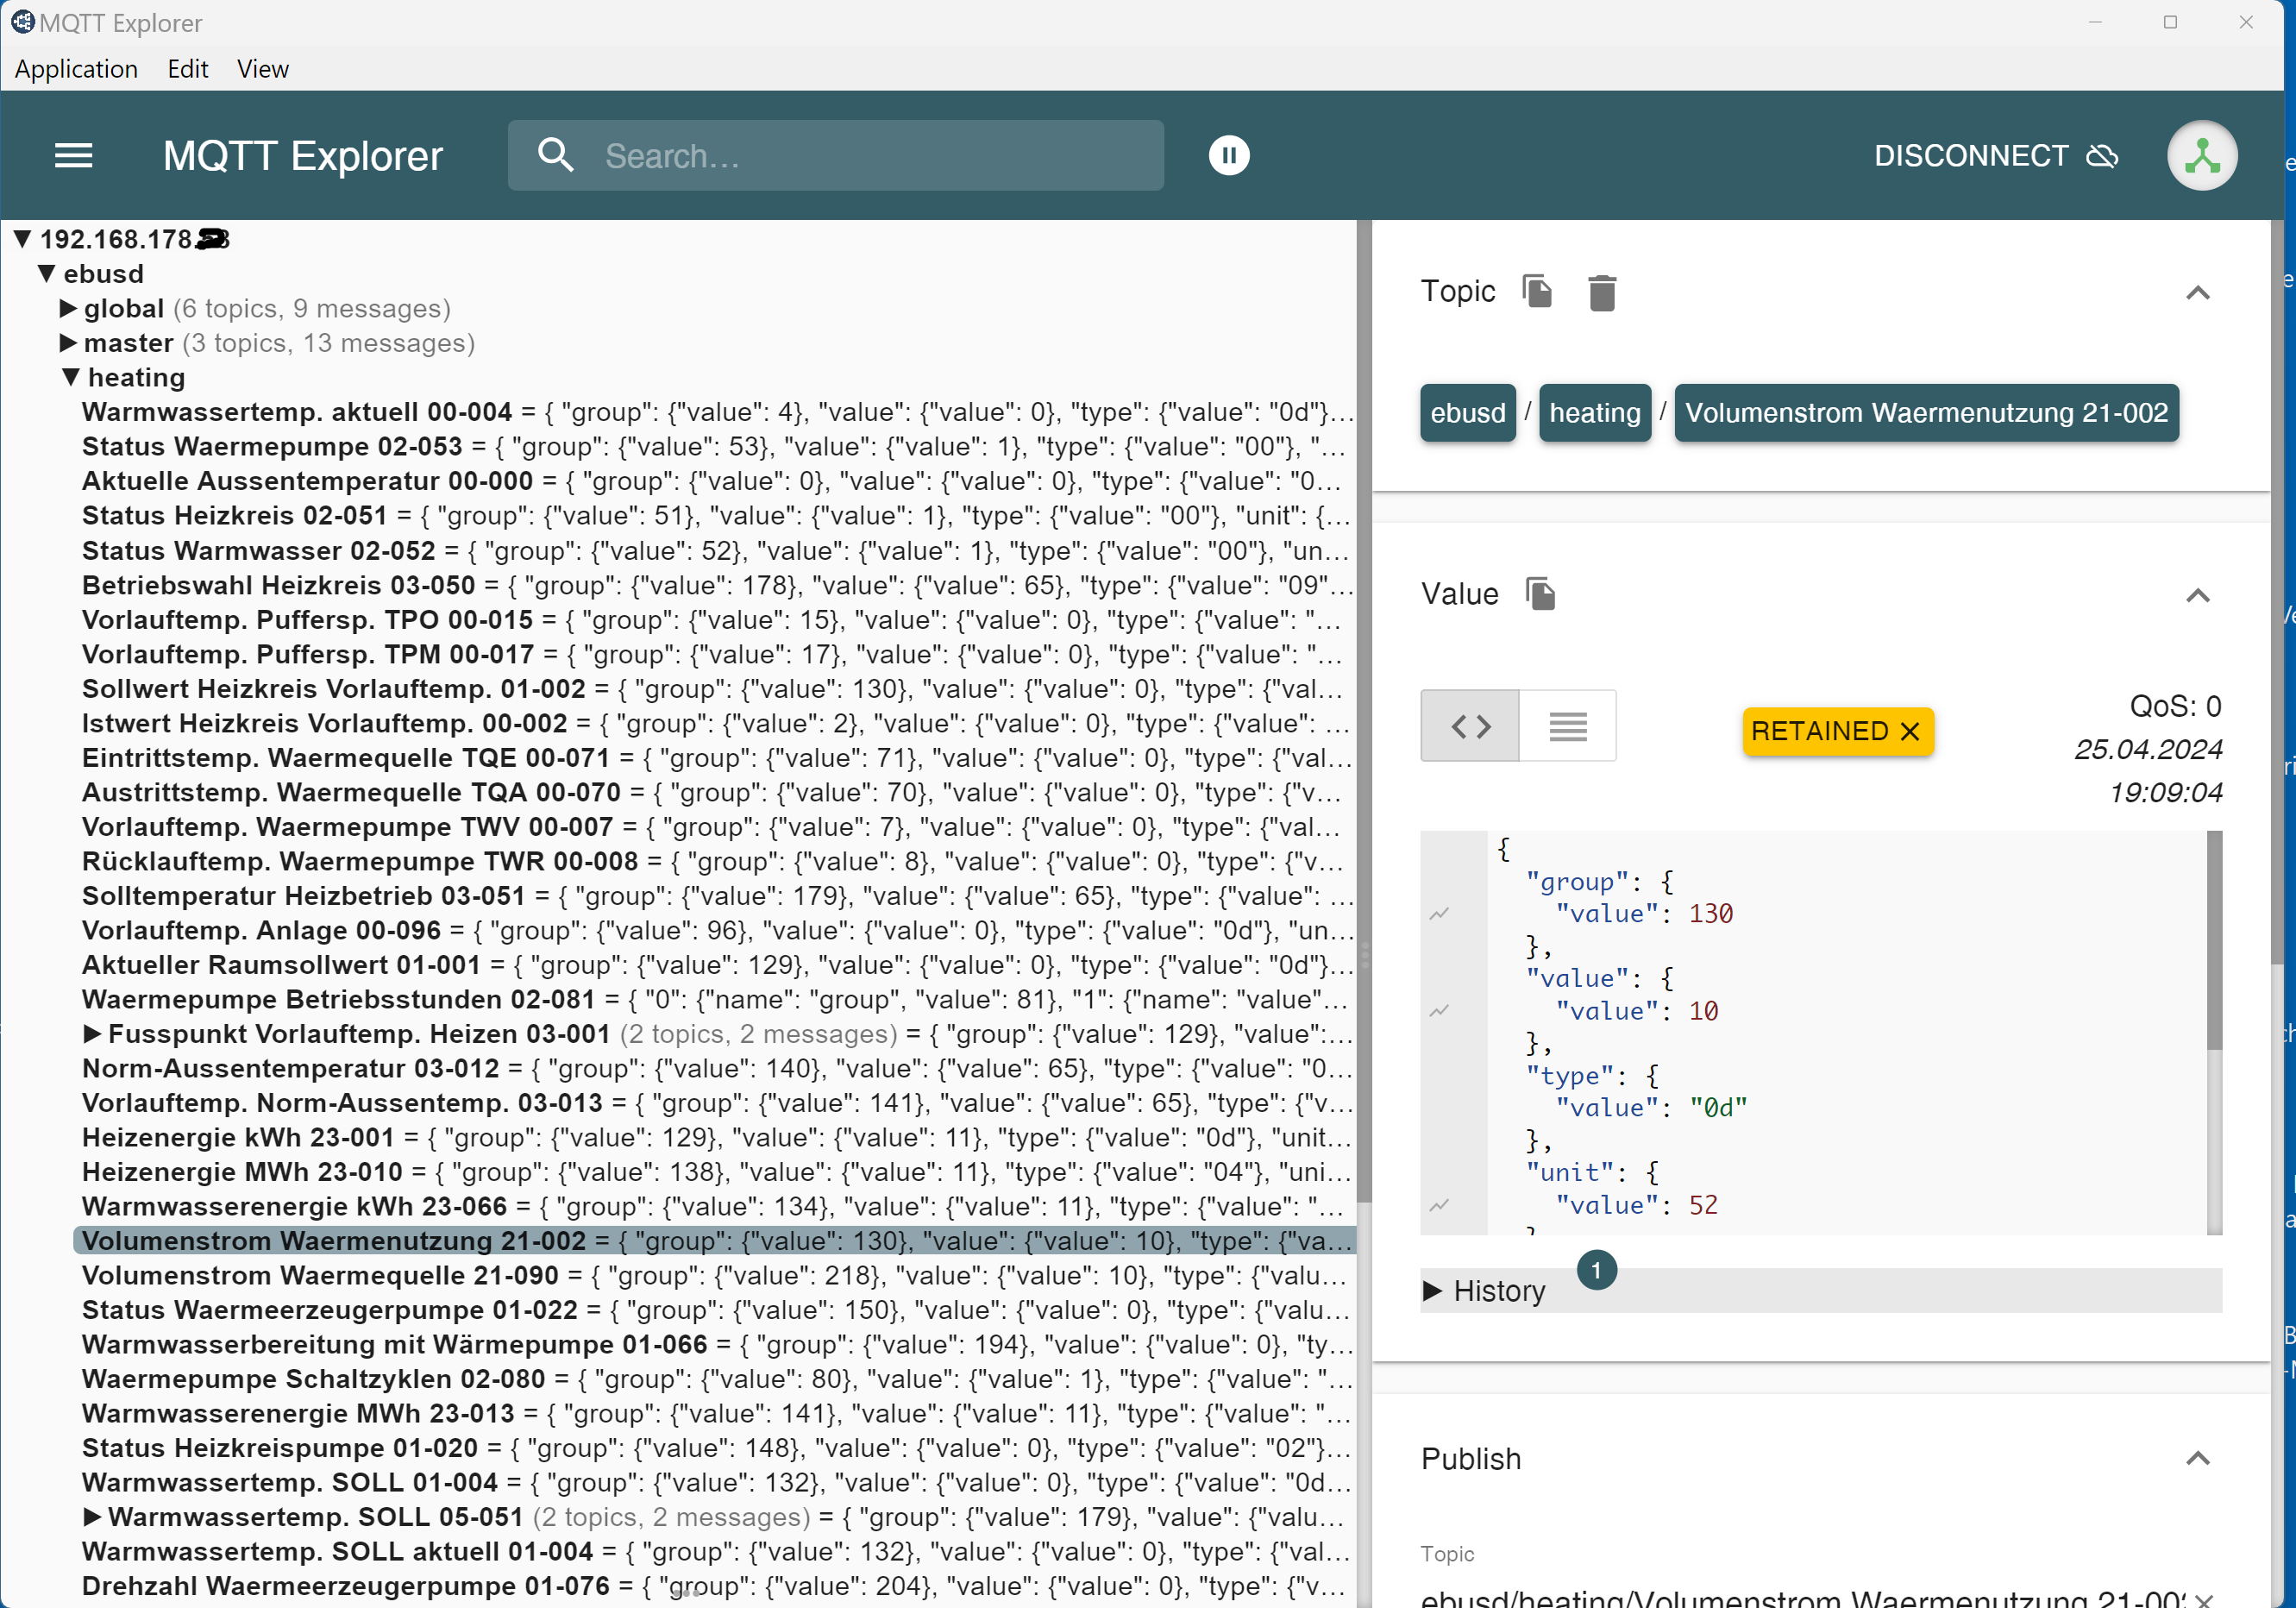 MQTT Explorer
Application Edit View
MQTT Explorer Search... DISCONNECT
▼ 192.168.178.
▼ ebusd
▶ global (6 topics, 9 messages)
▶ master (3 topics, 13 messages)
▼ heating
Warmwassertemp. aktuell 00-004 = { "group": {"value": 4}, "value": {"value": 0}, "type": {"value": "0d"}...
Status Waermepumpe 02-053 = { "group": {"value": 53}, "value": {"value": 1}, "type": {"value": "00"}, "...
Aktuelle Aussentemperatur 00-000 = { "group": {"value": 0}, "value": {"value": 0}, "type": {"value": "0...
Status Heizkreis 02-051 = { "group": {"value": 51}, "value": {"value": 1}, "type": {"value": "00"}, "unit": {...
Status Warmwasser 02-052 = { "group": {"value": 52}, "value": {"value": 1}, "type": {"value": "00"}, "un...
Betriebswahl Heizkreis 03-050 = { "group": {"value": 178}, "value": {"value": 65}, "type": {"value": "09"...
Vorlauftemp. Puffersp. TPO 00-015 = { "group": {"value": 15}, "value": {"value": 0}, "type": {"value": "...
Vorlauftemp. Puffersp. TPM 00-017 = { "group": {"value": 17}, "value": {"value": 0}, "type": {"value": "...
Sollwert Heizkreis Vorlauftemp. 01-002 = { "group": {"value": 130}, "value": {"value": 0}, "type": {"val...
Istwert Heizkreis Vorlauftemp. 00-002 = { "group": {"value": 2}, "value": {"value": 0}, "type": {"value": ...
Eintrittstemp. Waermequelle TQE 00-071 = { "group": {"value": 71}, "value": {"value": 0}, "type": {"val...
Austrittstemp. Waermequelle TQA 00-070 = { "group": {"value": 70}, "value": {"value": 0}, "type": {"v...
Vorlauftemp. Waermepumpe TWV 00-007 = { "group": {"value": 7}, "value": {"value": 0}, "type": {"val...
Rücklauftemp. Waermepumpe TWR 00-008 = { "group": {"value": 8}, "value": {"value": 0}, "type": {"v...
Solltemperatur Heizbetrieb 03-051 = { "group": {"value": 179}, "value": {"value": 65}, "type": {"value": ...
Vorlauftemp. Anlage 00-096 = { "group": {"value": 96}, "value": {"value": 0}, "type": {"value": "0d"}, "un...
Aktueller Raumsollwert 01-001 = { "group": {"value": 129}, "value": {"value": 0}, "type": {"value": "0d"}...
Waermepumpe Betriebsstunden 02-081 = { "0": {"name": "group", "value": 81}, "1": {"name": "value"...
▶ Fusspunkt Vorlauftemp. Heizen 03-001 (2 topics, 2 messages) = { "group": {"value": 129}, "value":...
Norm-Aussentemperatur 03-012 = { "group": {"value": 140}, "value": {"value": 65}, "type": {"value": "0...
Vorlauftemp. Norm-Aussentemp. 03-013 = { "group": {"value": 141}, "value": {"value": 65}, "type": {"v...
Heizenergie kWh 23-001 = { "group": {"value": 129}, "value": {"value": 11}, "type": {"value": "0d"}, "unit...
Heizenergie MWh 23-010 = { "group": {"value": 138}, "value": {"value": 11}, "type": {"value": "04"}, "uni...
Warmwasserenergie kWh 23-066 = { "group": {"value": 134}, "value": {"value": 11}, "type": {"value": "...
Volumenstrom Waermenutzung 21-002 = { "group": {"value": 130}, "value": {"value": 10}, "type": {"va...
Volumenstrom Waermequelle 21-090 = { "group": {"value": 218}, "value": {"value": 10}, "type": {"valu...
Status Waermeerzeugerpumpe 01-022 = { "group": {"value": 150}, "value": {"value": 0}, "type": {"valu...
Warmwasserbereitung mit Wärmepumpe 01-066 = { "group": {"value": 194}, "value": {"value": 0}, "ty...
Waermepumpe Schaltzyklen 02-080 = { "group": {"value": 80}, "value": {"value": 1}, "type": {"value": "...
Warmwasserenergie MWh 23-013 = { "group": {"value": 141}, "value": {"value": 11}, "type": {"value": "...
Status Heizkreispumpe 01-020 = { "group": {"value": 148}, "value": {"value": 0}, "type": {"value": "02"}...
Warmwassertemp. SOLL 01-004 = { "group": {"value": 132}, "value": {"value": 0}, "type": {"value": "0d...
▶ Warmwassertemp. SOLL 05-051 (2 topics, 2 messages) = { "group": {"value": 179}, "value": {"valu...
Warmwassertemp. SOLL aktuell 01-004 = { "group": {"value": 132}, "value": {"value": 0}, "type": {"val...
Drehzahl Waermeerzeugerpumpe 01-076 = { "group": {"value": 204}, "value": {"value": 0}, "type": {"v...
Topic
ebusd / heating / Volumenstrom Waermenutzung 21-002
Value
RETAINED ×
QoS: 0
25.04.2024
19:09:04
{
"group": {
"value": 130
},
"value": {
"value": 10
},
"type": {
"value": "0d"
},
"unit": {
"value": 52
}
▶ History 1
Publish
Topic
ebusd/heating/Volumenstrom Waermenutzung 21-00